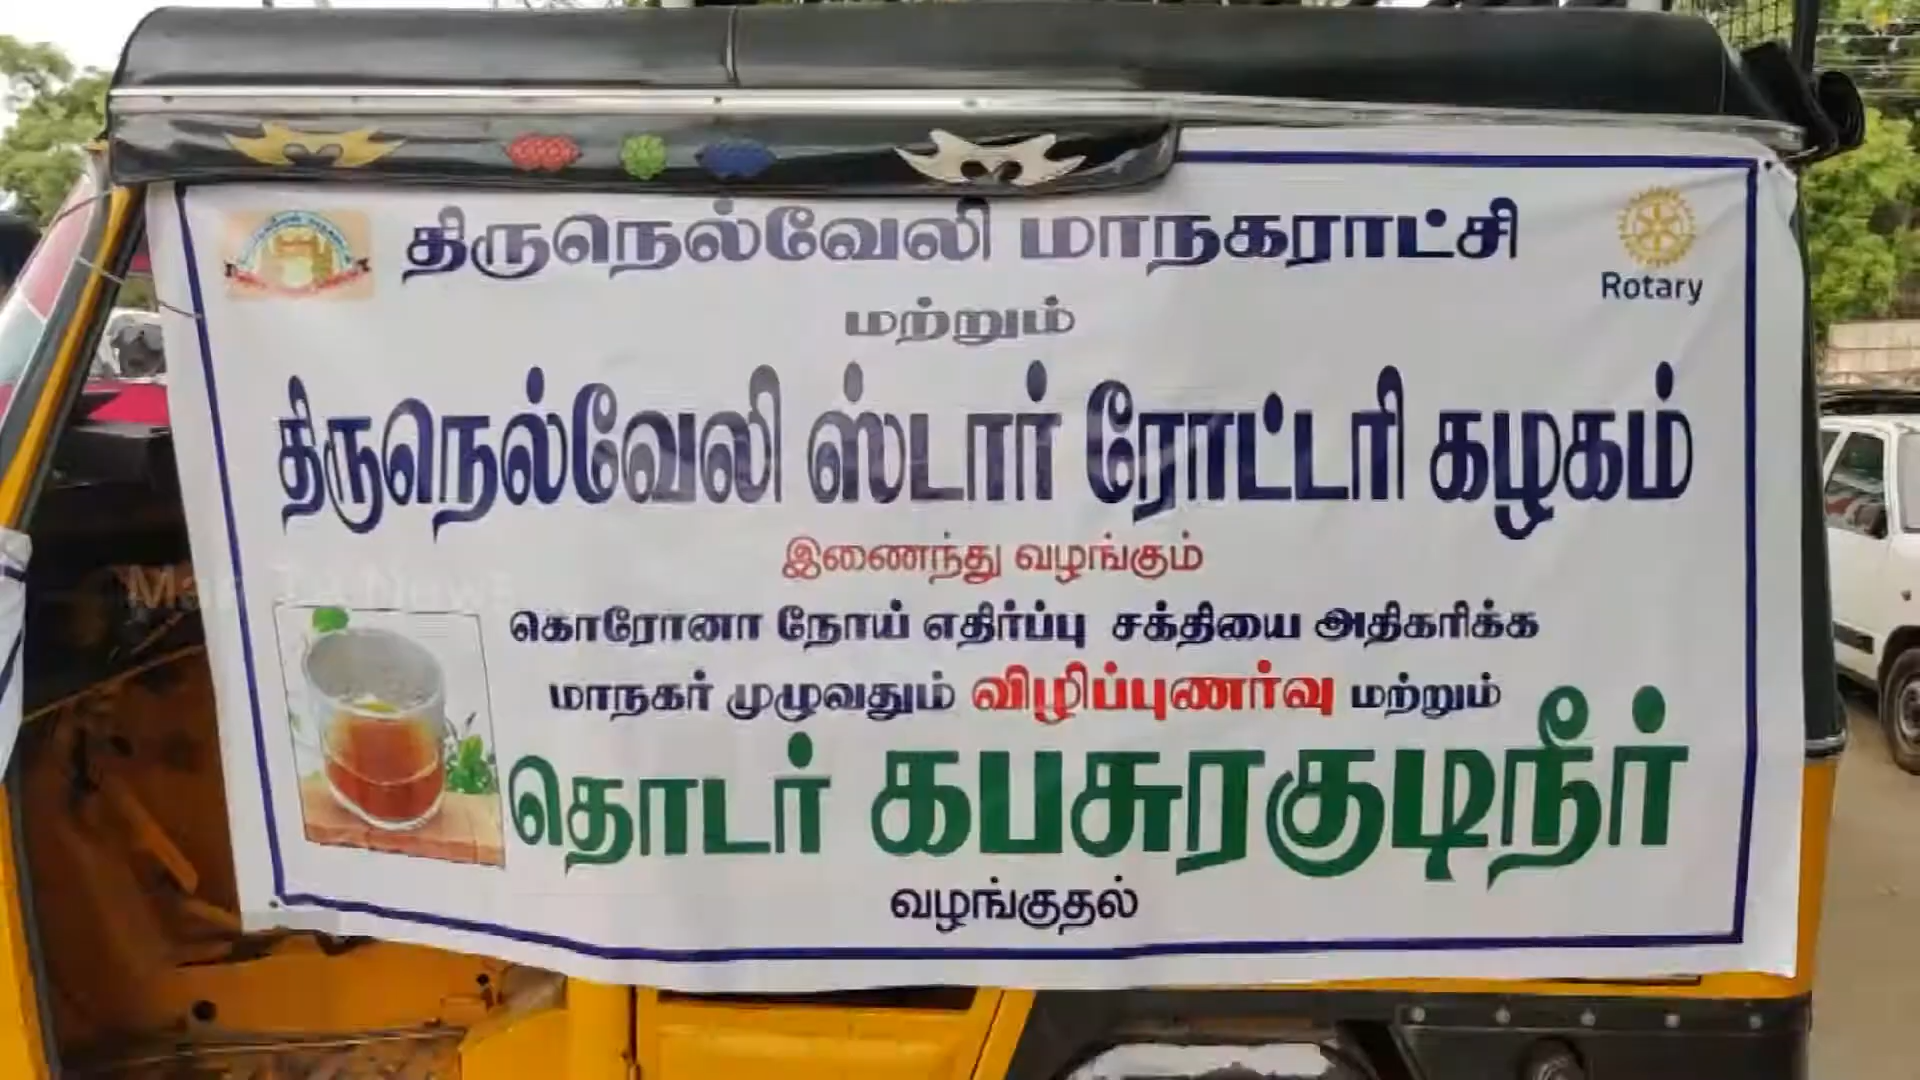 திருநெல்வேலி மாநகராட்சி
Rotary
மற்றும்
திருநெல்வேலி ஸ்டார் ரோட்டரி கழகம்
இணைந்து வழங்கும்
கொரோனா நோய் எதிர்ப்பு சக்தியை அதிகரிக்க
மாநகர் முழுவதும் விழிப்புணர்வு மற்றும்
தொடர் கபசுரகுடிநீர்
வழங்குதல்